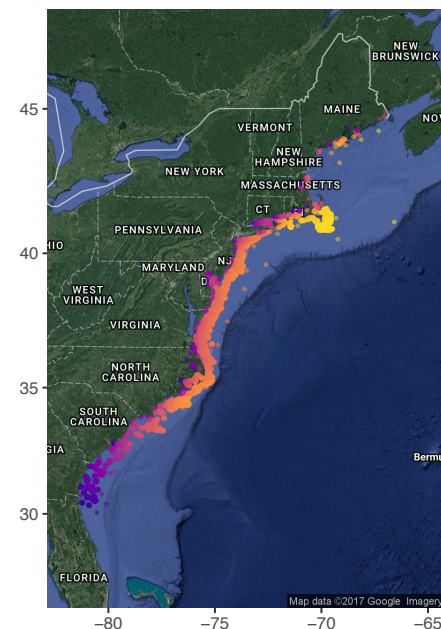 NEW
BRUNSWICK
45
MAINE
NO
VERMONT
NEW
HAMPSHIRE
NEW YORK
MASSACHUSETTS
CT
PENNSYLVANIA
40
HIO
NJ
MARYLAND
D
WEST
VIRGINIA
VIRGINIA
NORTH
CAROLINA
35
SOUTH
CAROLINA
GIA
Bermu
30
FLORIDA
Map data ©2017 Google Imagery
−80
−75
−70
−65